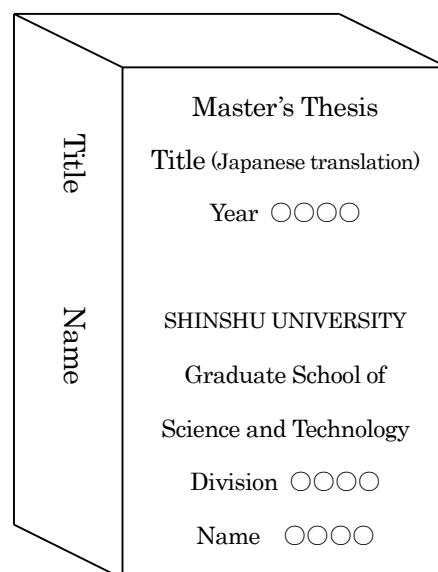 Title
Name
Master's Thesis
Title (Japanese translation)
Year ○○○○
SHINSHU UNIVERSITY
Graduate School of
Science and Technology
Division ○○○○
Name ○○○○